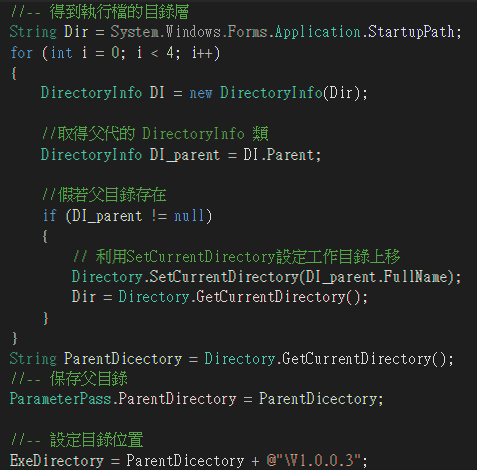 //-- 得到執行檔的目錄層
String Dir = System.Windows.Forms.Application.StartupPath;
for (int i = 0; i < 4; i++)
{
DirectoryInfo DI = new DirectoryInfo(Dir);
//取得父代的 DirectoryInfo 類
DirectoryInfo DI_parent = DI.Parent;
//假若父目錄存在
if (DI_parent != null)
{
// 利用SetCurrentDirectory設定工作目錄上移
Directory.SetCurrentDirectory(DI_parent.FullName);
Dir = Directory.GetCurrentDirectory();
}
}
String ParentDicectory = Directory.GetCurrentDirectory();
//-- 保存父目錄
ParameterPass.ParentDirectory = ParentDicectory;
//-- 設定目錄位置
ExeDirectory = ParentDicectory + @"\V1.0.0.3";